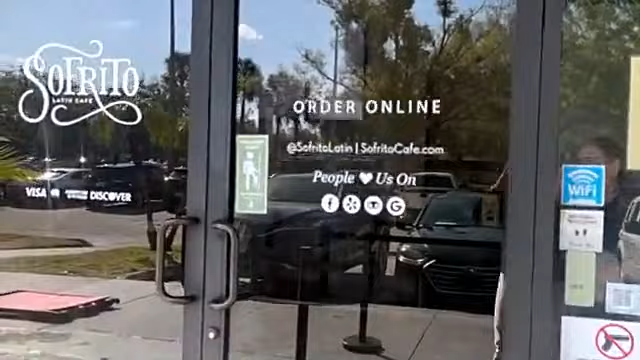 SOFRITO
LATIN CAFE
VISA
DISCOVER
ORDER ONLINE
@SofritoLatin | SofritoCafe.com
People ♥ Us On
WiFi